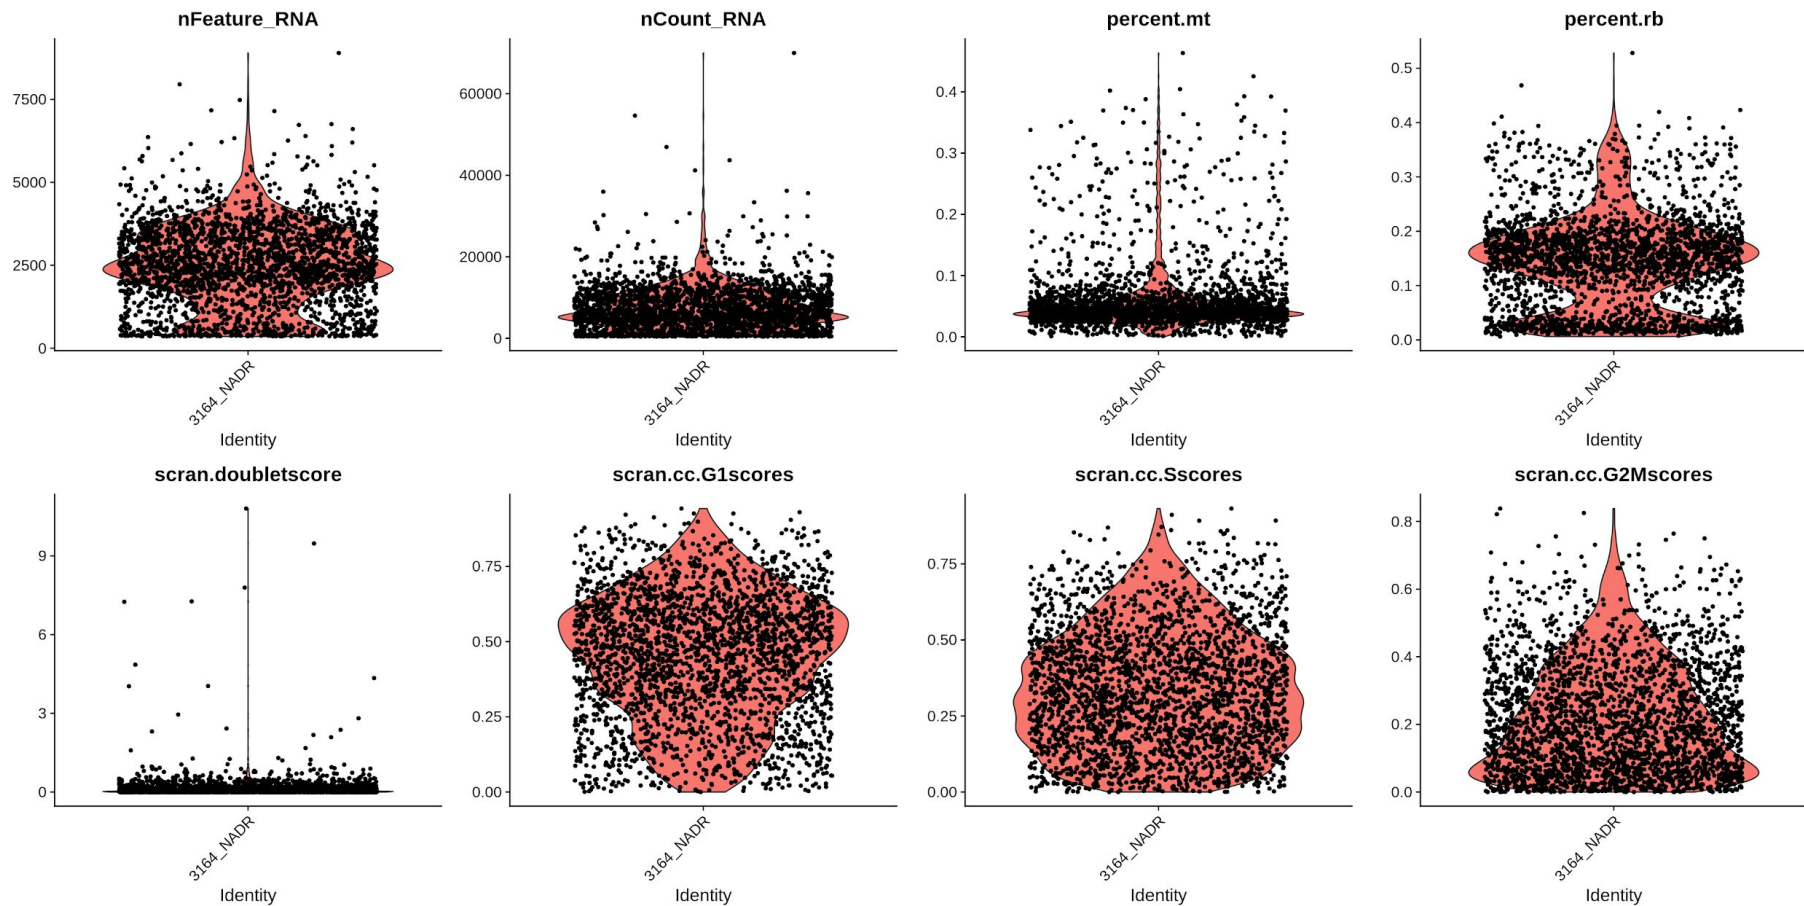 nFeature_RNA
7500
5000
2500
0
3164_NADR
Identity
nCount_RNA
60000
40000
20000
0
3164_NADR
Identity
percent.mt
0.4
0.3
0.2
0.1
0.0
3164_NADR
Identity
percent.rb
0.5
0.4
0.3
0.2
0.1
0.0
3164_NADR
Identity
scran.doubletscore
9
6
3
0
3164_NADR
Identity
scran.cc.G1scores
0.75
0.50
0.25
0.00
3164_NADR
Identity
scran.cc.Sscores
0.75
0.50
0.25
0.00
3164_NADR
Identity
scran.cc.G2Mscores
0.8
0.6
0.4
0.2
0.0
3164_NADR
Identity